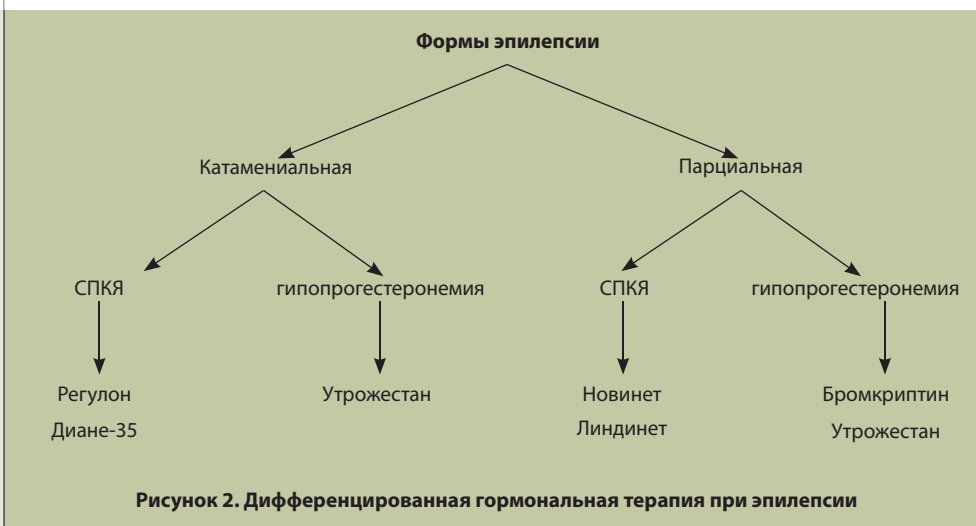 Формы эпилепсии
Катамениальная Парциальная
СПКЯ гипопрогестеронемия СПКЯ гипопрогестеронемия
Регулон Утрожестан Новинет Бромкриптин
Диане-35 Линдинет Утрожестан
Рисунок 2. Дифференцированная гормональная терапия при эпилепсии